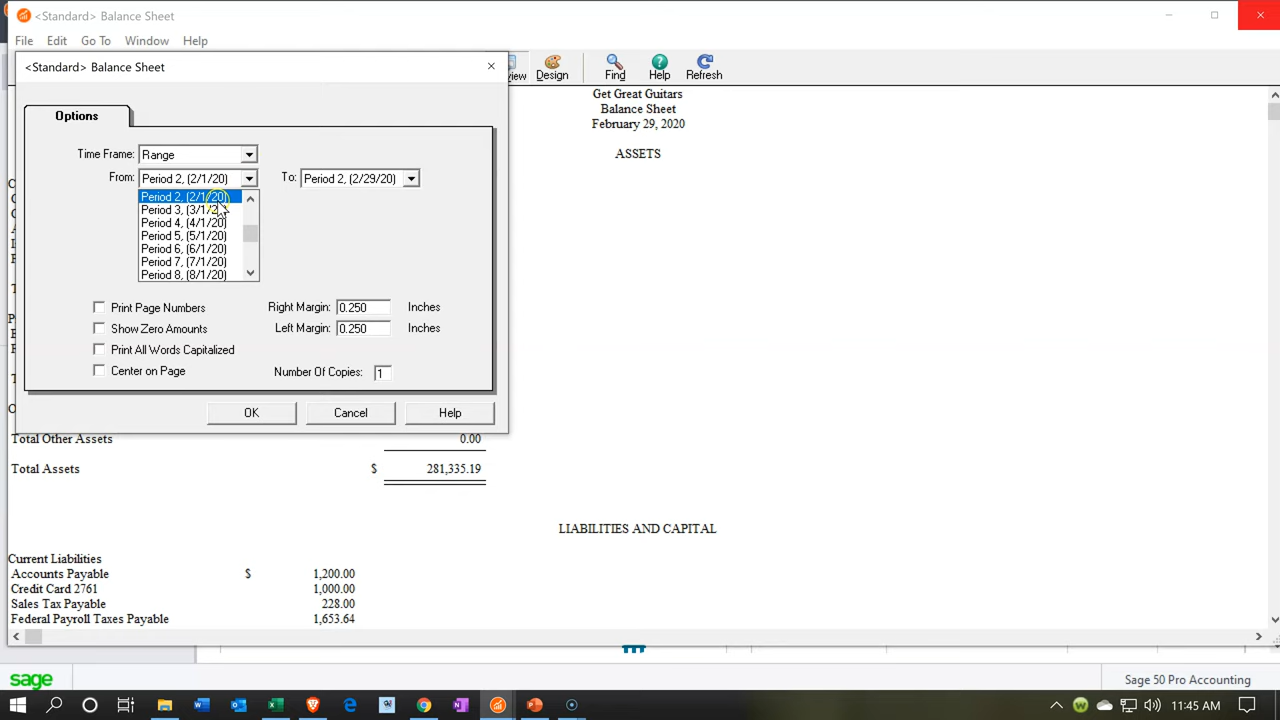 <Standard> Balance Sheet
File Edit Go To Window Help
<Standard> Balance Sheet
Design Find Help Refresh
Options
Get Great Guitars
Balance Sheet
February 29, 2020
ASSETS
Time Frame: Range
From: Period 2, (2/1/20) To: Period 2, (2/29/20)
Period 2, (2/1/20)
Period 3, (3/1/20)
Period 4, (4/1/20)
Period 5, (5/1/20)
Period 6, (6/1/20)
Period 7, (7/1/20)
Period 8, (8/1/20)
Print Page Numbers Right Margin: 0.250 Inches
Show Zero Amounts Left Margin: 0.250 Inches
Print All Words Capitalized
Center on Page Number Of Copies: 1
OK Cancel Help
Total Other Assets 0.00
Total Assets $ 281,335.19
LIABILITIES AND CAPITAL
Current Liabilities
Accounts Payable $ 1,200.00
Credit Card 2761 1,000.00
Sales Tax Payable 228.00
Federal Payroll Taxes Payable 1,653.64
sage Sage 50 Pro Accounting
11:45 AM